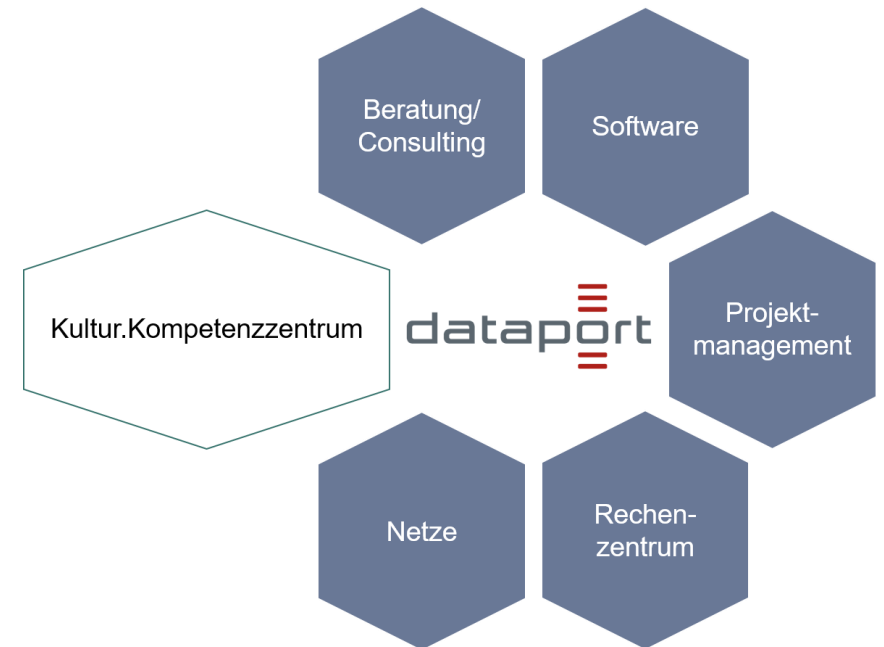 Beratung/
Consulting
Software
Kultur.Kompetenzzentrum
dataport
Projekt-
management
Netze
Rechen-
zentrum